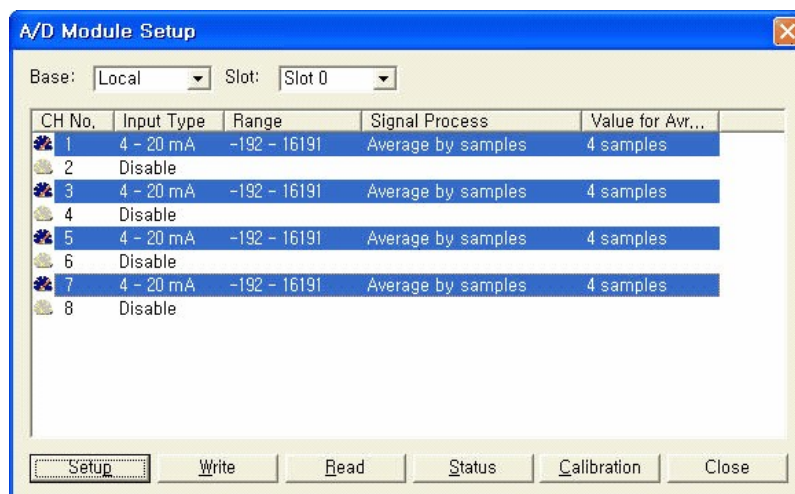 A/D Module Setup
Base: Local Slot: Slot 0
CH No, Input Type Range Signal Process Value for Avr,,,
1 4 - 20 mA -192 - 16191 Average by samples 4 samples
2 Disable
3 4 - 20 mA -192 - 16191 Average by samples 4 samples
4 Disable
5 4 - 20 mA -192 - 16191 Average by samples 4 samples
6 Disable
7 4 - 20 mA -192 - 16191 Average by samples 4 samples
8 Disable
Setup Write Read Status Calibration Close